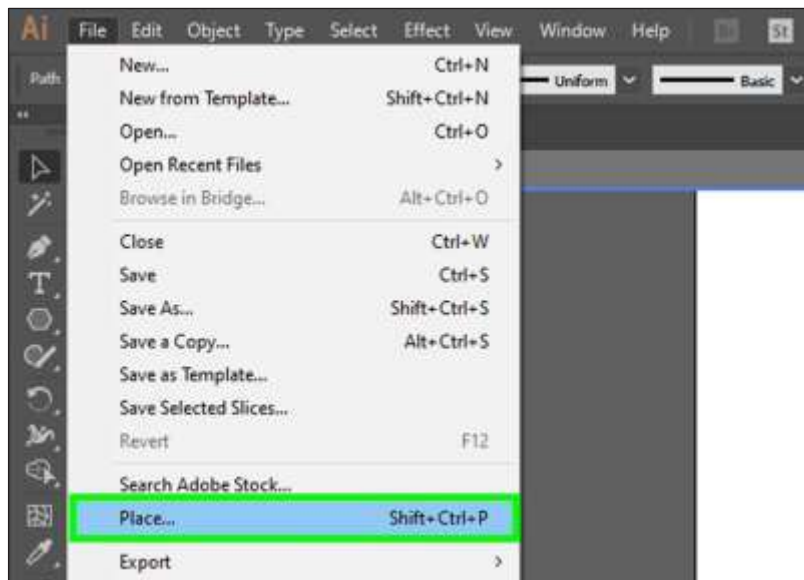 Ai File Edit Object Type Select Effect View Window Help St
Path Uniform Basic
New... Ctrl+N
New from Template... Shift+Ctrl+N
Open... Ctrl+O
Open Recent Files >
Browse in Bridge... Alt+Ctrl+O
Close Ctrl+W
Save Ctrl+S
Save As... Shift+Ctrl+S
Save a Copy... Alt+Ctrl+S
Save as Template...
Save Selected Slices...
Revert F12
Search Adobe Stock...
Place... Shift+Ctrl+P
Export >